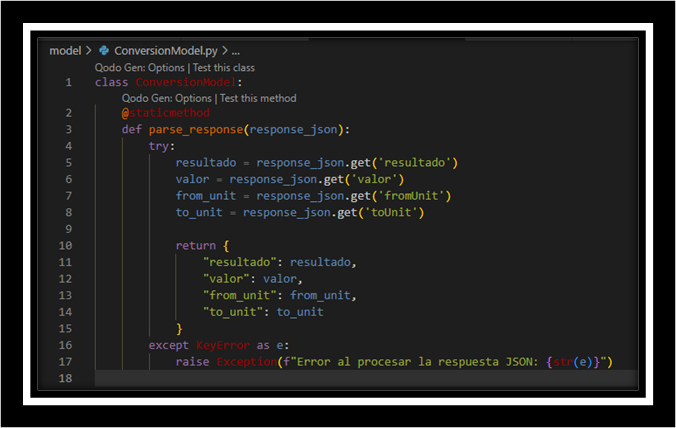 model > ConversionModel.py > ...
Qodo Gen: Options | Test this class
1 class ConversionModel:
Qodo Gen: Options | Test this method
2 @staticmethod
3 def parse_response(response_json):
4 try:
5 resultado = response_json.get('resultado')
6 valor = response_json.get('valor')
7 from_unit = response_json.get('fromUnit')
8 to_unit = response_json.get('toUnit')
9
10 return {
11 "resultado": resultado,
12 "valor": valor,
13 "from_unit": from_unit,
14 "to_unit": to_unit
15 }
16 except KeyError as e:
17 raise Exception(f"Error al procesar la respuesta JSON: {str(e)}")
18